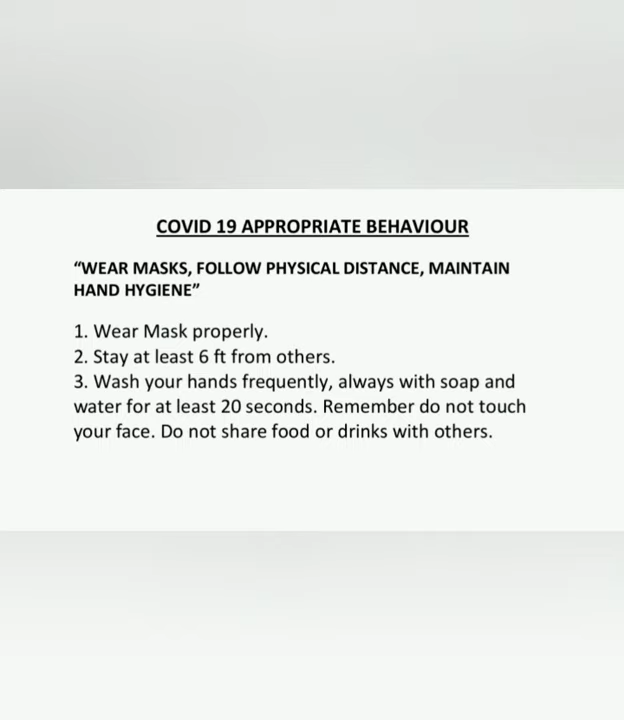 COVID 19 APPROPRIATE BEHAVIOUR
“WEAR MASKS, FOLLOW PHYSICAL DISTANCE, MAINTAIN
HAND HYGIENE”
1. Wear Mask properly.
2. Stay at least 6 ft from others.
3. Wash your hands frequently, always with soap and
water for at least 20 seconds. Remember do not touch
your face. Do not share food or drinks with others.